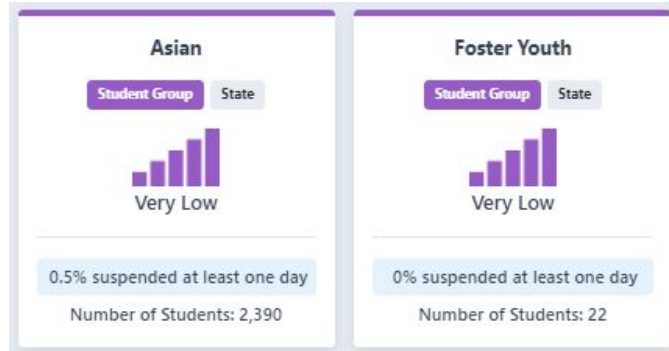 Asian
Student Group State
Very Low
0.5% suspended at least one day
Number of Students: 2,390
Foster Youth
Student Group State
Very Low
0% suspended at least one day
Number of Students: 22